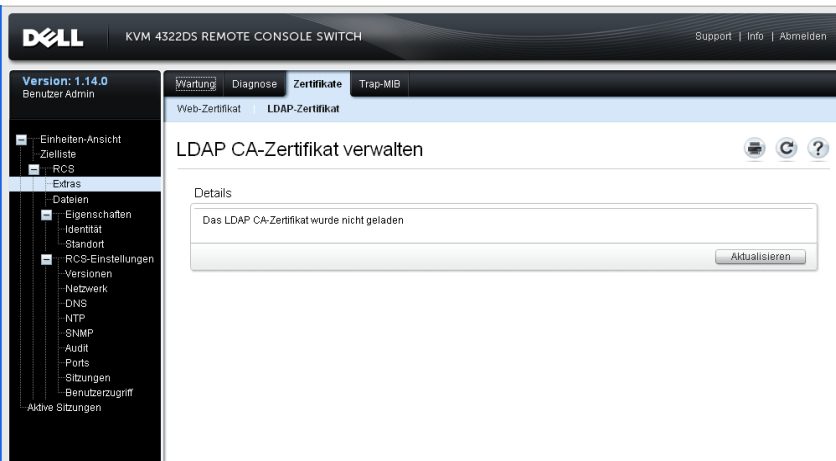 DELL
KVM 4322DS REMOTE CONSOLE SWITCH
Support | Info | Abmelden
Version: 1.14.0
Benutzer Admin
Wartung Diagnose Zertifikate Trap-MIB
Web-Zertifikat LDAP-Zertifikat
Einheiten-Ansicht
Zielliste
RCS
Extras
Dateien
Eigenschaften
Identität
Standort
RCS-Einstellungen
Versionen
Netzwerk
DNS
NTP
SNMP
Audit
Ports
Sitzungen
Benutzerzugriff
Aktive Sitzungen
LDAP CA-Zertifikat verwalten
?
Details
Das LDAP CA-Zertifikat wurde nicht geladen
Aktualisieren